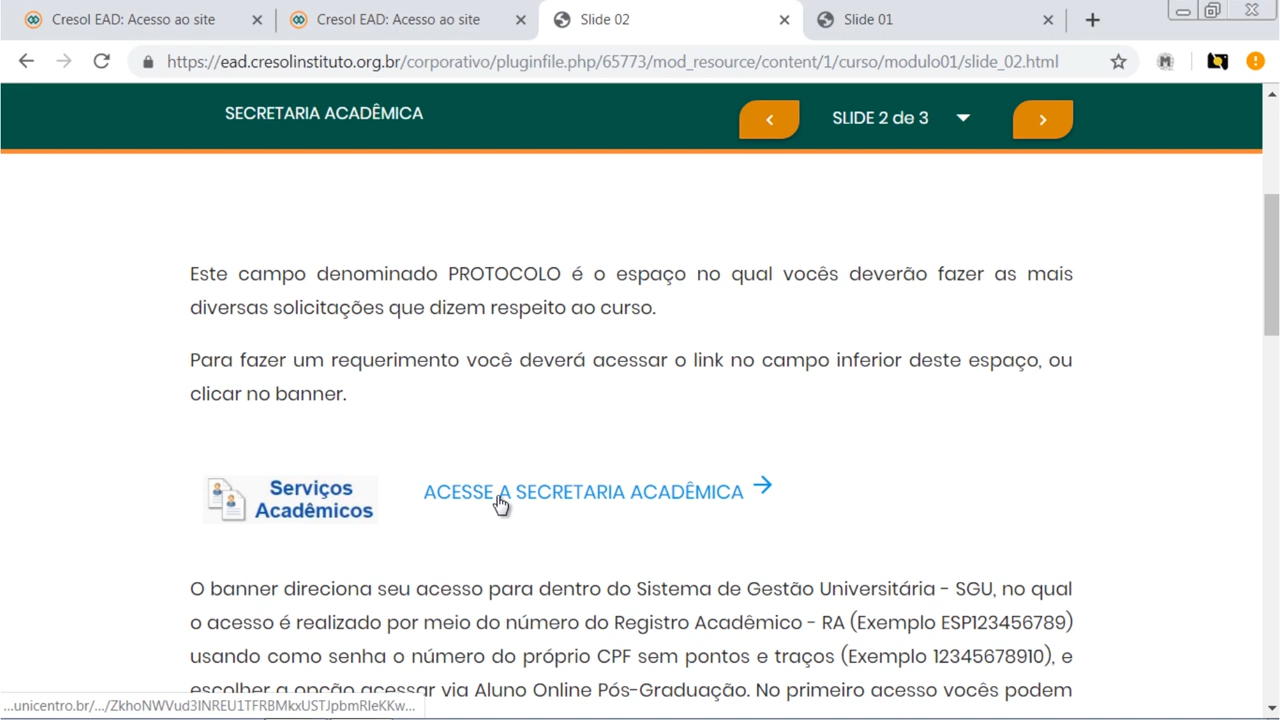 Cresol EAD: Acesso ao site
Cresol EAD: Acesso ao site
Slide 02
Slide 01
https://ead.cresolinstituto.org.br/corporativo/pluginfile.php/65773/mod_resource/content/1/curso/modulo01/slide_02.html
SECRETARIA ACADÊMICA
SLIDE 2 de 3
Este campo denominado PROTOCOLO é o espaço no qual vocês deverão fazer as mais
diversas solicitações que dizem respeito ao curso.
Para fazer um requerimento você deverá acessar o link no campo inferior deste espaço, ou
clicar no banner.
Serviços
Acadêmicos
ACESSE A SECRETARIA ACADÊMICA
O banner direciona seu acesso para dentro do Sistema de Gestão Universitária - SGU, no qual
o acesso é realizado por meio do número do Registro Acadêmico - RA (Exemplo ESP123456789)
usando como senha o número do próprio CPF sem pontos e traços (Exemplo 12345678910), e
escolher a opção acessar via Aluno Online Pós-Graduação. No primeiro acesso vocês podem